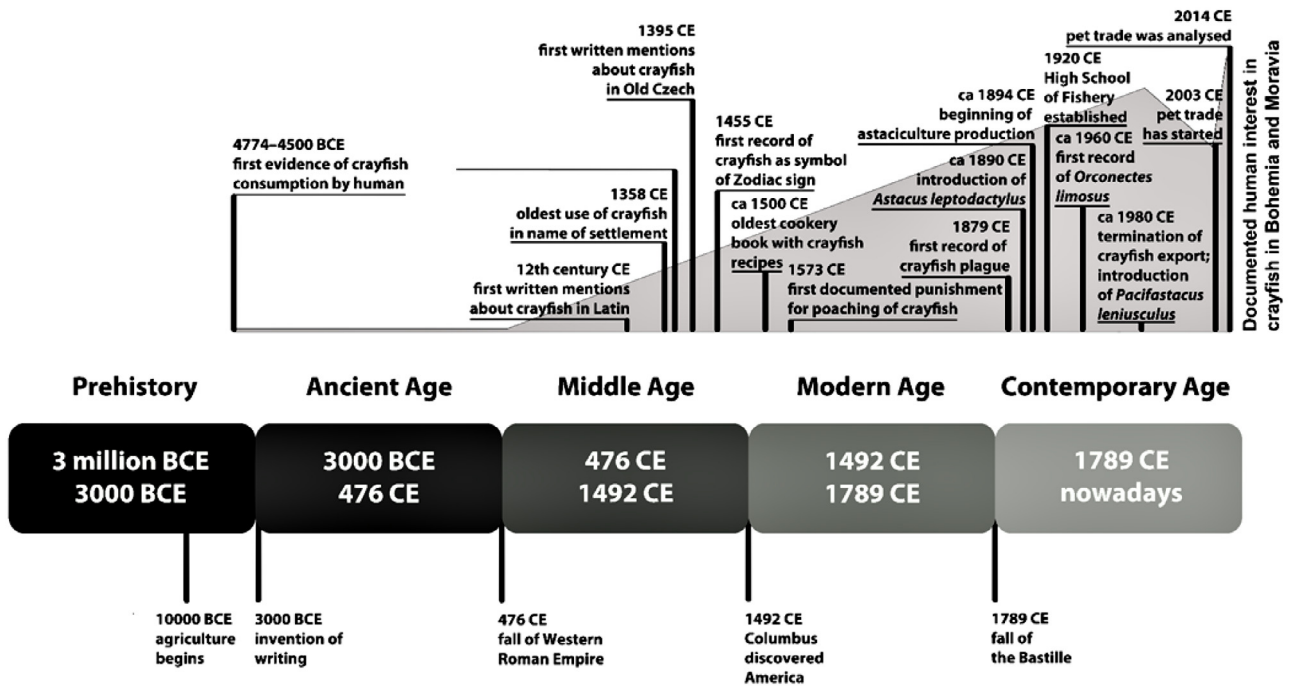 2014 CE
pet trade was analysed
1395 CE
first written mentions
about crayfish
in Old Czech
1920 CE
High School
of Fishery
established
ca 1894 CE
beginning of
astaciculture production
2003 CE
pet trade
has started
1455 CE
first record of
crayfish as symbol
of Zodiac sign
4774–4500 BCE
first evidence of crayfish
consumption by human
ca 1960 CE
first record
of Orconectes
limosus
ca 1890 CE
introduction of
Astacus leptodactylus
1358 CE
oldest use of crayfish
in name of settlement
ca 1500 CE
oldest cookery
book with crayfish
recipes
ca 1980 CE
termination of
crayfish export;
introduction
of Pacifastacus
leniusculus
1879 CE
first record of
crayfish plague
12th century CE
first written mentions
about crayfish in Latin
1573 CE
first documented punishment
for poaching of crayfish
Documented human interest in
crayfish in Bohemia and Moravia
Prehistory
Ancient Age
Middle Age
Modern Age
Contemporary Age
3 million BCE
3000 BCE
3000 BCE
476 CE
476 CE
1492 CE
1492 CE
1789 CE
1789 CE
nowadays
10000 BCE
agriculture
begins
3000 BCE
invention of
writing
476 CE
fall of Western
Roman Empire
1492 CE
Columbus
discovered
America
1789 CE
fall of
the Bastille